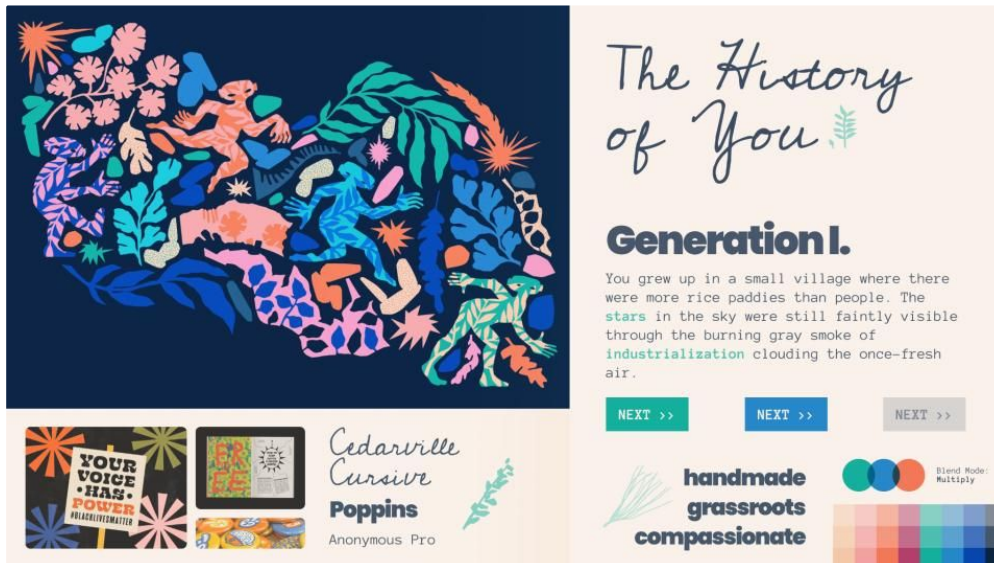 The History
of You
Generation I.
You grew up in a small village where there
were more rice paddies than people. The
stars in the sky were still faintly visible
through the burning gray smoke of
industrialization clouding the once-fresh
air.
NEXT >>
NEXT >>
NEXT >>
YOUR
VOICE
HAS
POWER
#BLACKLIVESMATTER
Cedarville
Cursive
Poppins
Anonymous Pro
handmade
grassroots
compassionate
Blend Mode:
Multiply